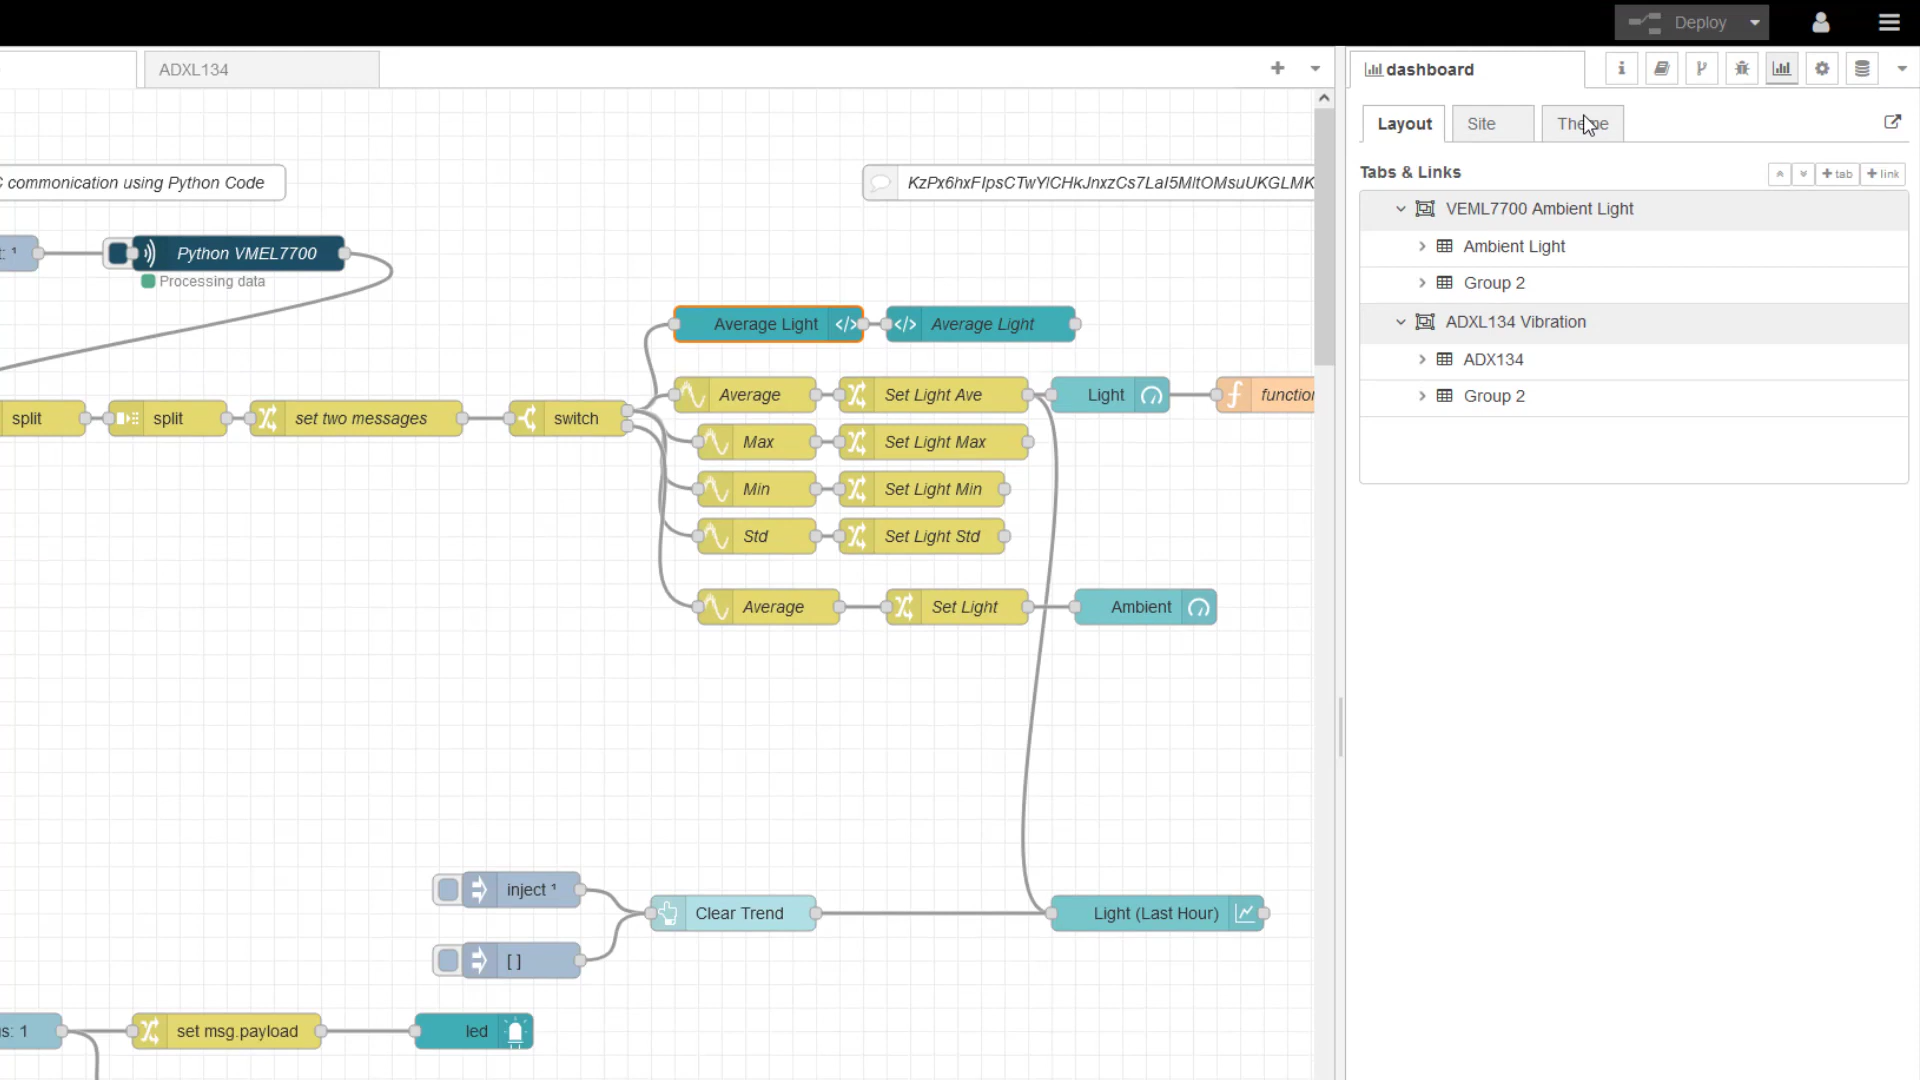 Deploy
ADXL134
dashboard
Layout
Site
Theme
Tabs & Links
tab
link
VEML7700 Ambient Light
Ambient Light
Group 2
ADXL134 Vibration
ADX134
Group 2
C commonication using Python Code
t: ¹
Python VMEL7700
Processing data
Average Light
</>
</>
Average Light
split
split
set two messages
switch
Average
Set Light Ave
Light
function
Max
Set Light Max
Min
Set Light Min
Std
Set Light Std
Average
Set Light
Ambient
inject ¹
[ ]
Clear Trend
Light (Last Hour)
s: 1
set msg.payload
led